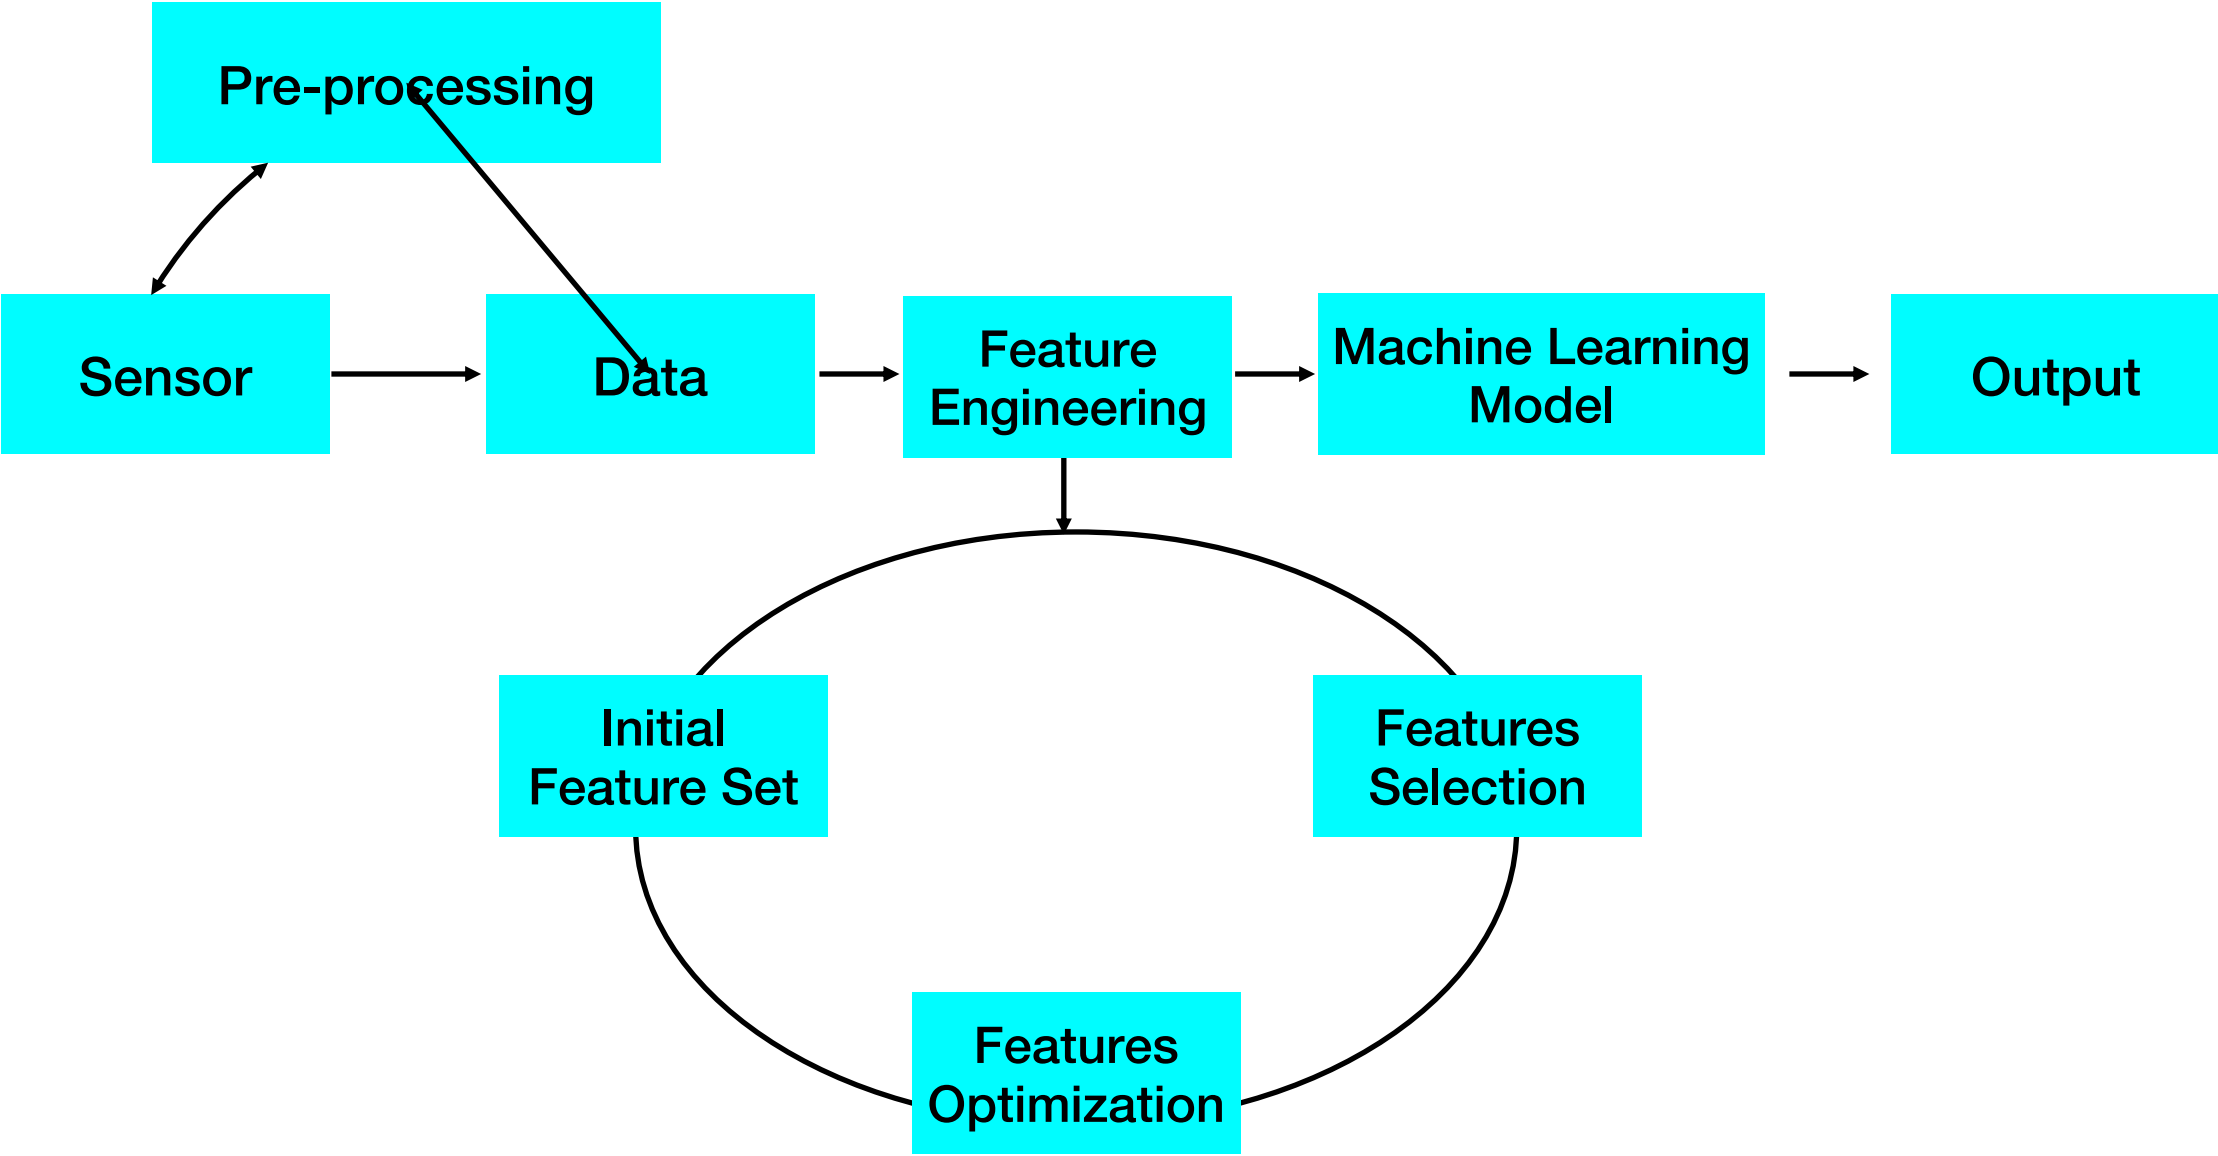 Pre-processing
Sensor
Data
Feature
Engineering
Machine Learning
Model
Output
Initial
Feature Set
Features
Selection
Features
Optimization